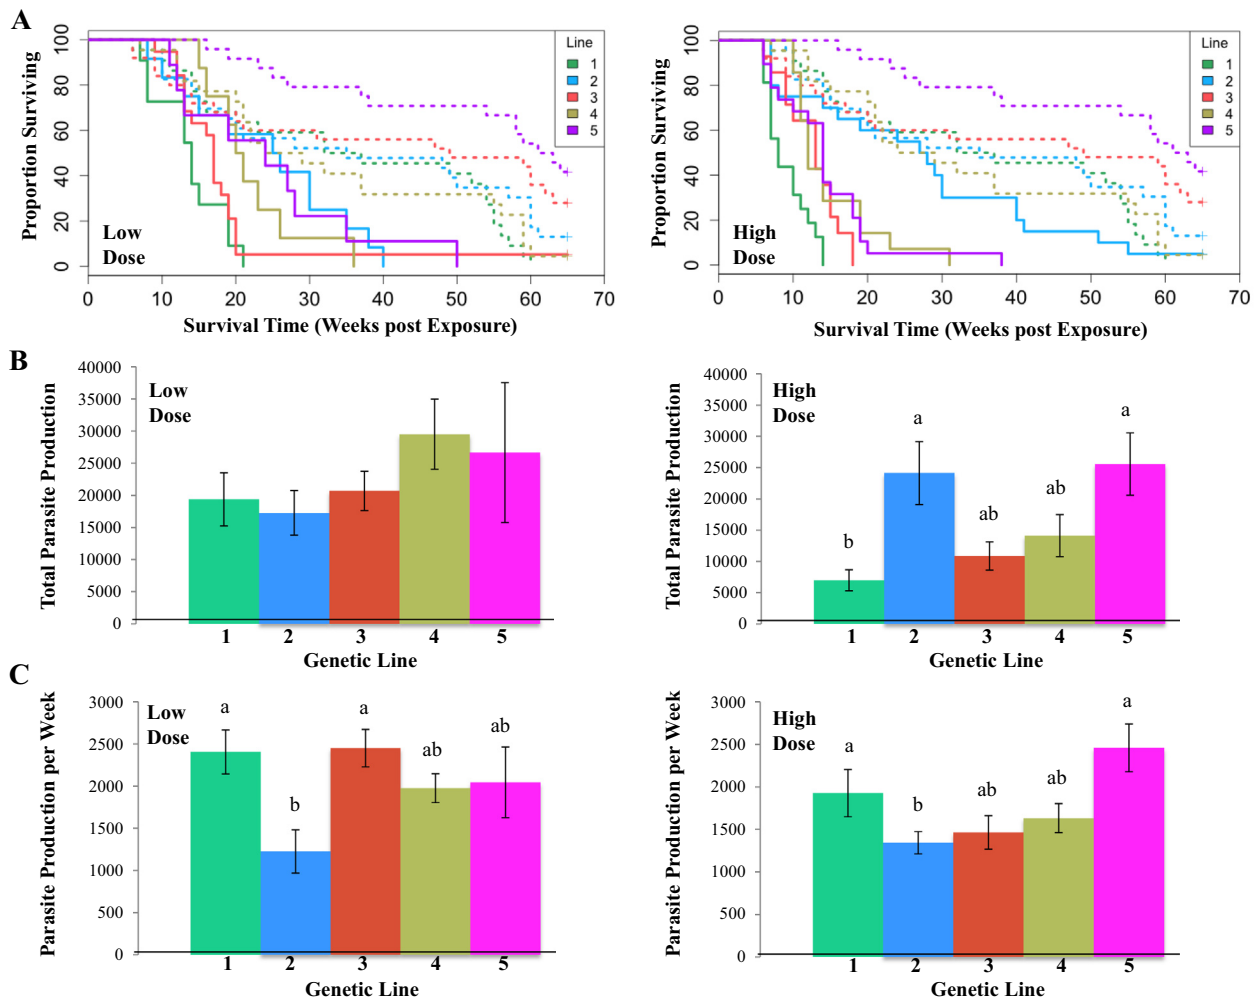 A
Proportion Surviving
100
80
60
40
20
0
Low
Dose
Line
1
2
3
4
5
0 10 20 30 40 50 60 70
Survival Time (Weeks post Exposure)
Proportion Surviving
100
80
60
40
20
0
High
Dose
Line
1
2
3
4
5
0 10 20 30 40 50 60 70
Survival Time (Weeks post Exposure)
B
Total Parasite Production
40000
35000
30000
25000
20000
15000
10000
5000
0
Low
Dose
1 2 3 4 5
Genetic Line
Total Parasite Production
40000
35000
30000
25000
20000
15000
10000
5000
0
High
Dose
b a ab ab a
1 2 3 4 5
Genetic Line
C
Parasite Production per Week
3000
2500
2000
1500
1000
500
0
Low
Dose
a b a ab ab
1 2 3 4 5
Genetic Line
Parasite Production per Week
3000
2500
2000
1500
1000
500
0
High
Dose
a b ab ab a
1 2 3 4 5
Genetic Line